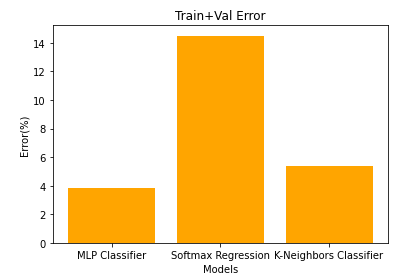 Train+Val Error
Error(%)
14
12
10
8
6
4
2
0
MLP Classifier
Softmax Regression
K-Neighbors Classifier
Models